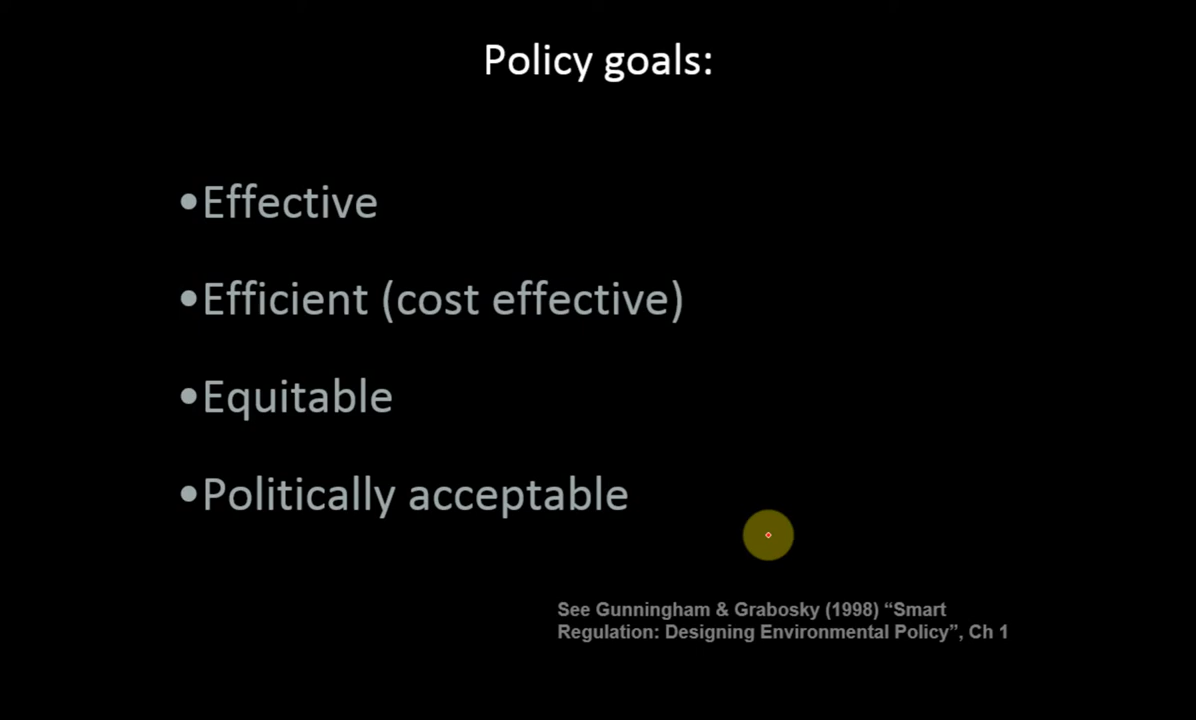 Policy goals:
•Effective
•Efficient (cost effective)
•Equitable
•Politically acceptable
See Gunningham & Grabosky (1998) “Smart
Regulation: Designing Environmental Policy”, Ch 1